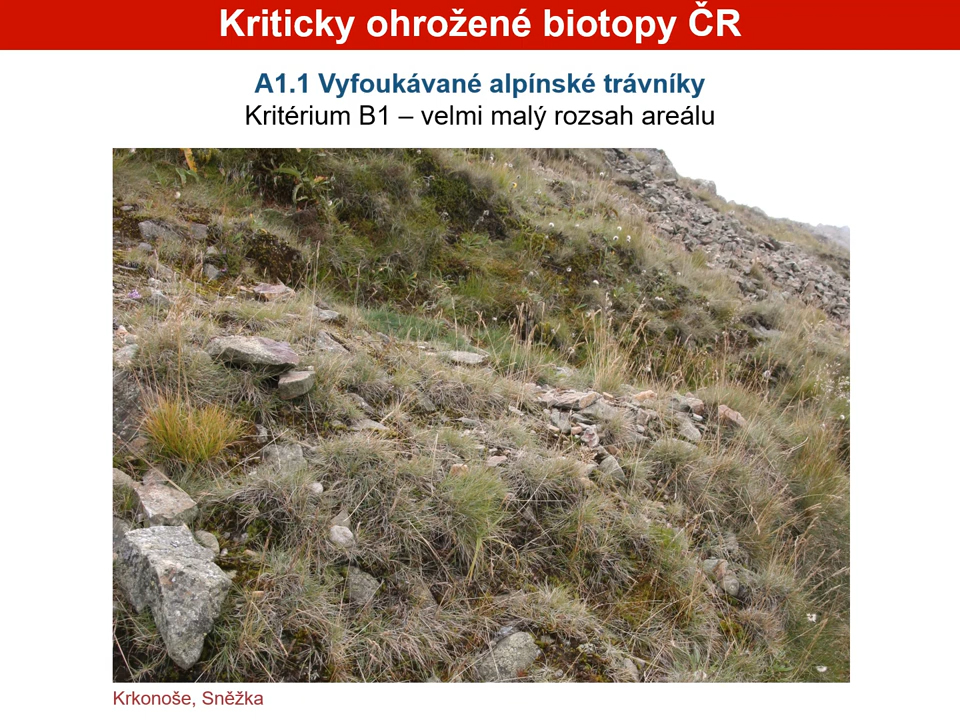 Kriticky ohrožené biotopy ČR
A1.1 Vyfoukávané alpínské trávníky
Kritérium B1 – velmi malý rozsah areálu
Krkonoše, Sněžka